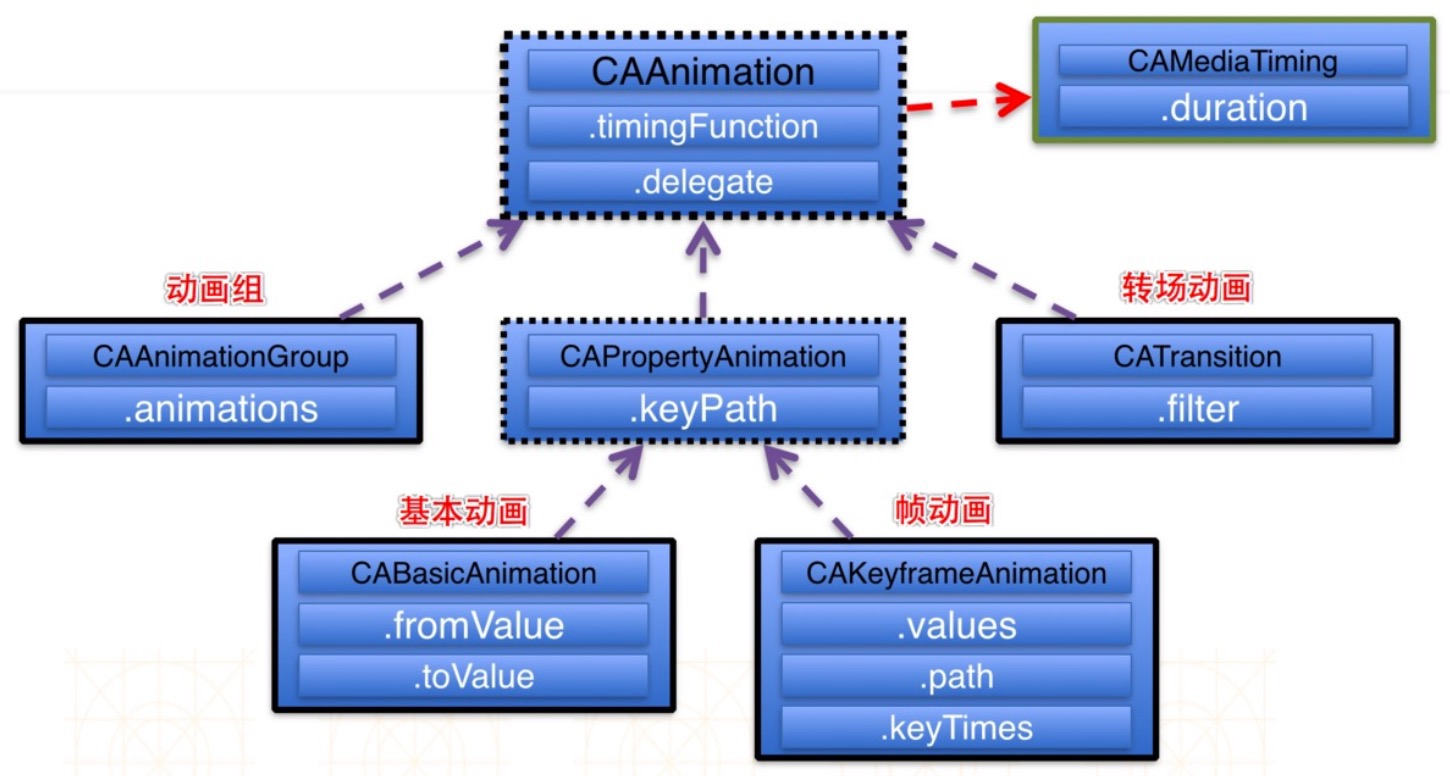 CAAnimation
.timingFunction
.delegate
CAMediaTiming
.duration
动画组
CAAnimationGroup
.animations
CAPropertyAnimation
.keyPath
转场动画
CATransition
.filter
基本动画
CABasicAnimation
.fromValue
.toValue
帧动画
CAKeyframeAnimation
.values
.path
.keyTimes